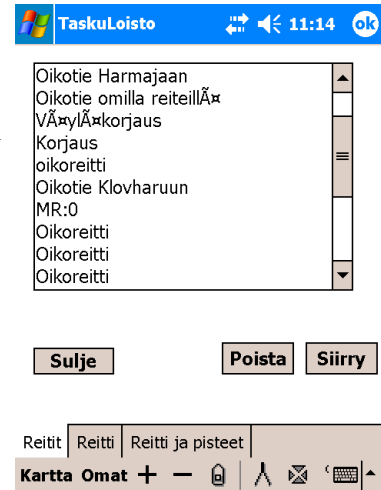 TaskuLoisto 11:14 ok
Oikotie Harmajaan
Oikotie omilla reiteillÃ¤
VÃ¤ylÃ¤korjaus
Korjaus
oikoreitti
Oikotie Klovharuun
MR:0
Oikoreitti
Oikoreitti
Oikoreitti
Sulje Poista Siirry
Reitit Reitti Reitti ja pisteet
Kartta Omat